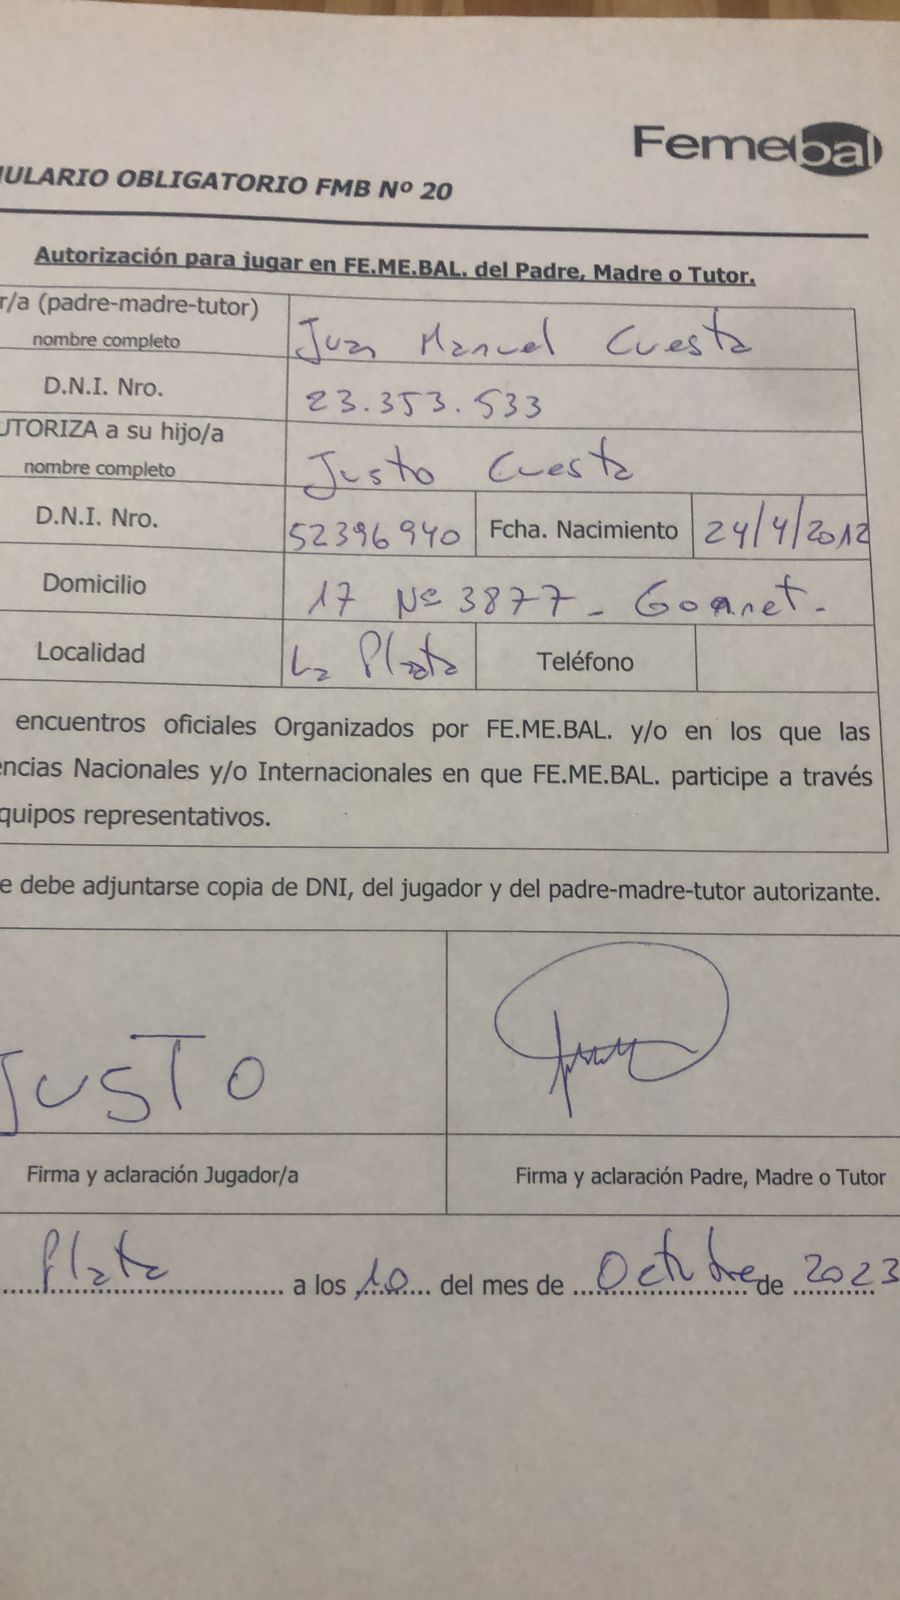 Femebal
MULARIO OBLIGATORIO FMB Nº 20
Autorización para jugar en FE.ME.BAL. del Padre, Madre o Tutor.
r/a (padre-madre-tutor)
nombre completo
Juan Manuel Cuesta
D.N.I. Nro.
23.353.533
UTORIZA a su hijo/a
nombre completo
Justo Cuesta
D.N.I. Nro.
52396940
Fcha. Nacimiento
24/4/2012
Domicilio
17 Nº 3877 - Gonnet -
Localidad
La Plata
Teléfono
encuentros oficiales Organizados por FE.ME.BAL. y/o en los que las
encias Nacionales y/o Internacionales en que FE.ME.BAL. participe a través
quipos representativos.
e debe adjuntarse copia de DNI, del jugador y del padre-madre-tutor autorizante.
JUSTO
Firma y aclaración Jugador/a
Firma y aclaración Padre, Madre o Tutor
Plata a los 10 del mes de Octubre de 2023